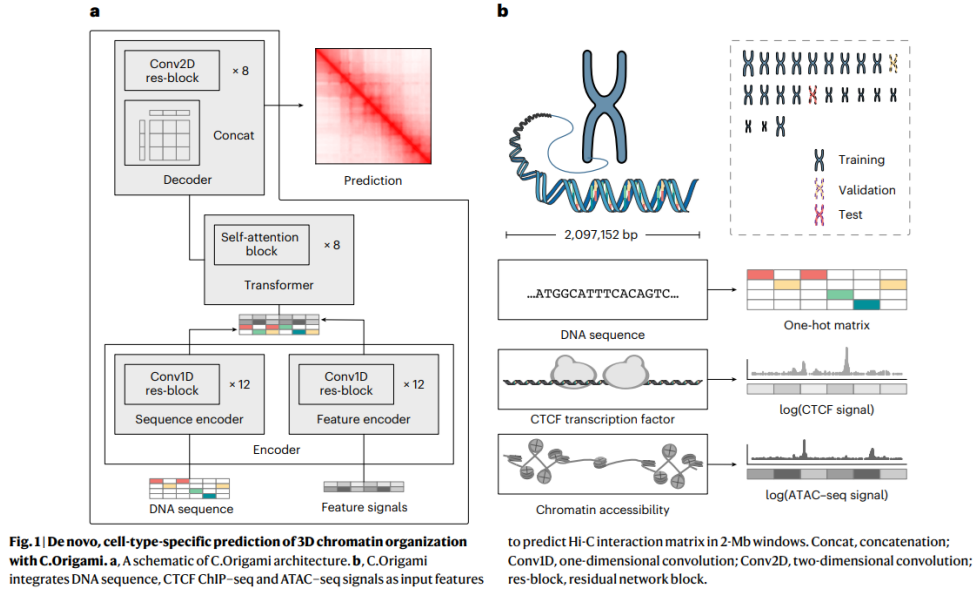 a
Conv2D
res-block
× 8
Concat
Decoder
Prediction
Self-attention
block
× 8
Transformer
Conv1D
res-block
× 12
Sequence encoder
Conv1D
res-block
× 12
Feature encoder
Encoder
DNA sequence
Feature signals
b
2,097,152 bp
Training
Validation
Test
...ATGGCATTTCACAGTC...
DNA sequence
One-hot matrix
CTCF transcription factor
log(CTCF signal)
Chromatin accessibility
log(ATAC–seq signal)
Fig. 1 | De novo, cell-type-specific prediction of 3D chromatin organization
with C.Origami. a, A schematic of C.Origami architecture. b, C.Origami
integrates DNA sequence, CTCF ChIP–seq and ATAC–seq signals as input features
to predict Hi-C interaction matrix in 2-Mb windows. Concat, concatenation;
Conv1D, one-dimensional convolution; Conv2D, two-dimensional convolution;
res-block, residual network block.